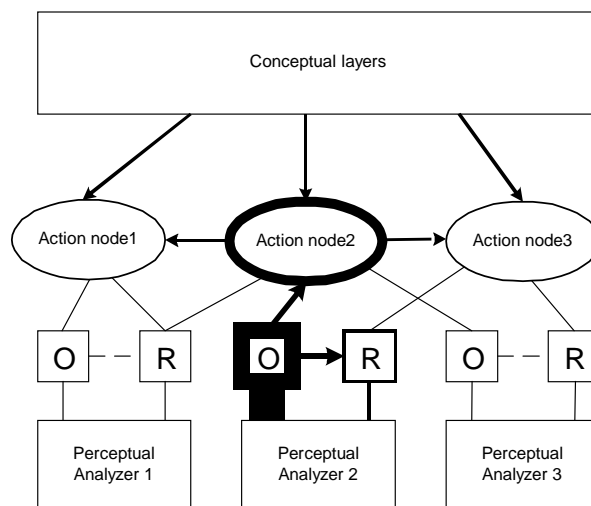 Conceptual layers
Action node1
Action node2
Action node3
O
R
O
R
O
R
Perceptual
Analyzer 1
Perceptual
Analyzer 2
Perceptual
Analyzer 3